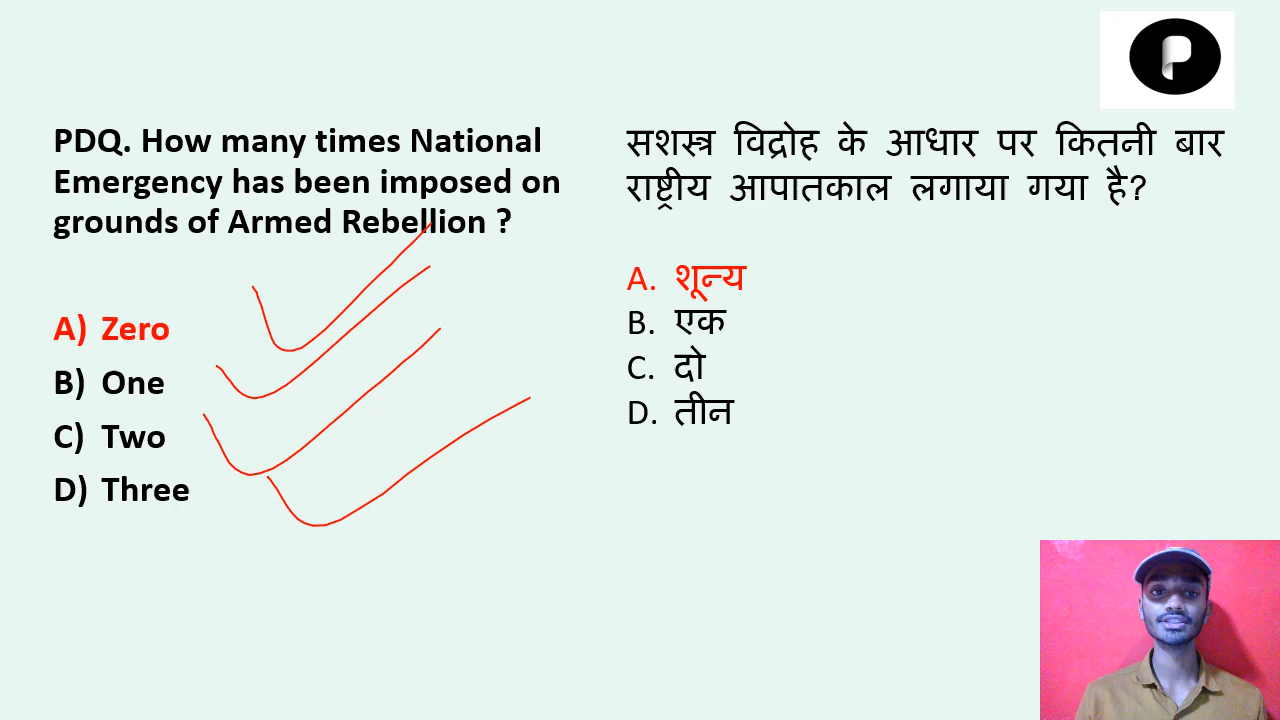 PDQ. How many times National
Emergency has been imposed on
grounds of Armed Rebellion ?
A) Zero
B) One
C) Two
D) Three
सशस्त्र विद्रोह के आधार पर कितनी बार
राष्ट्रीय आपातकाल लगाया गया है?
A. शून्य
B. एक
C. दो
D. तीन
P